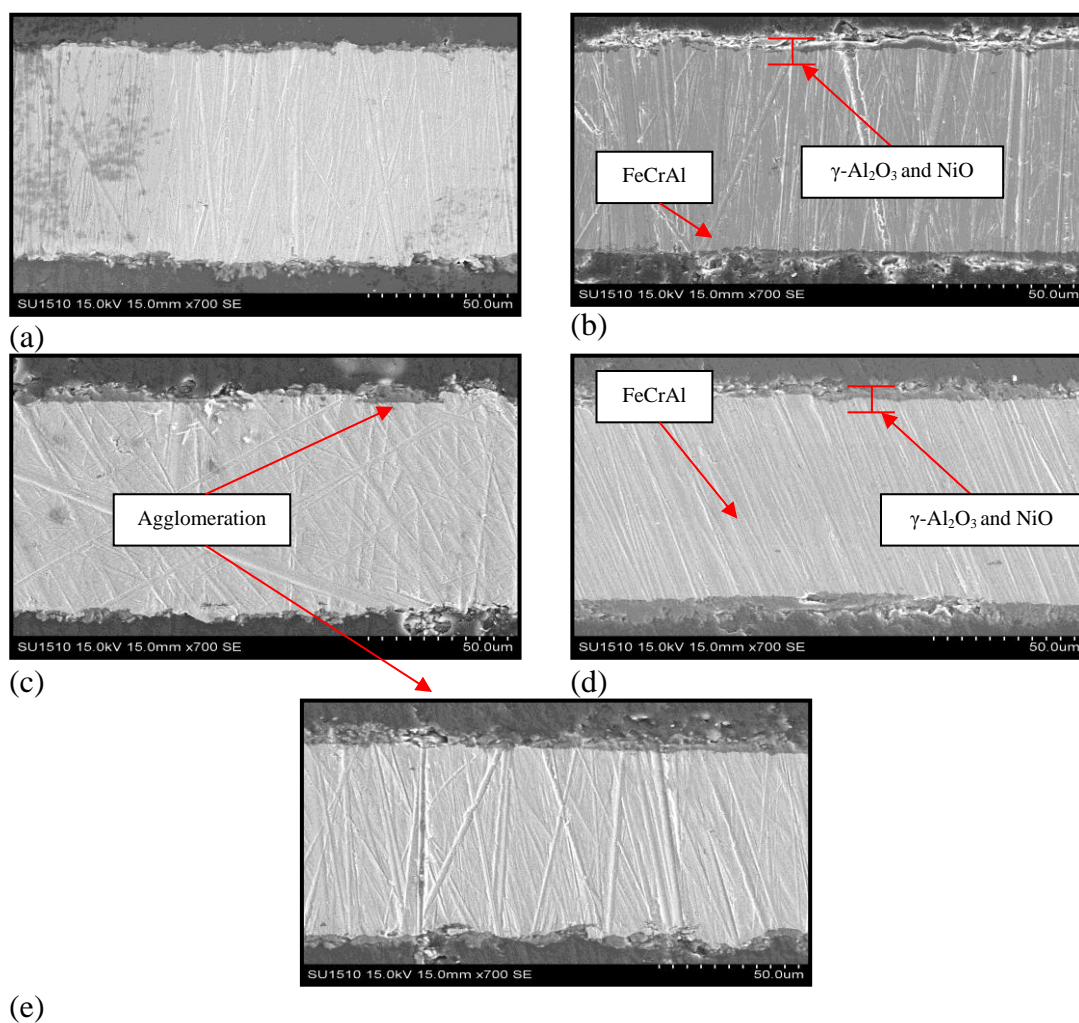 γ-Al₂O₃ and NiO
FeCrAl
SU1510 15.0kV 15.0mm x700 SE
50.0um
SU1510 15.0kV 15.0mm x700 SE
50.0um
(a)
(b)
FeCrAl
Agglomeration
γ-Al₂O₃ and NiO
SU1510 15.0kV 15.0mm x700 SE
50.0um
SU1510 15.0kV 15.0mm x700 SE
50.0um
(c)
(d)
SU1510 15.0kV 15.0mm x700 SE
50.0um
(e)